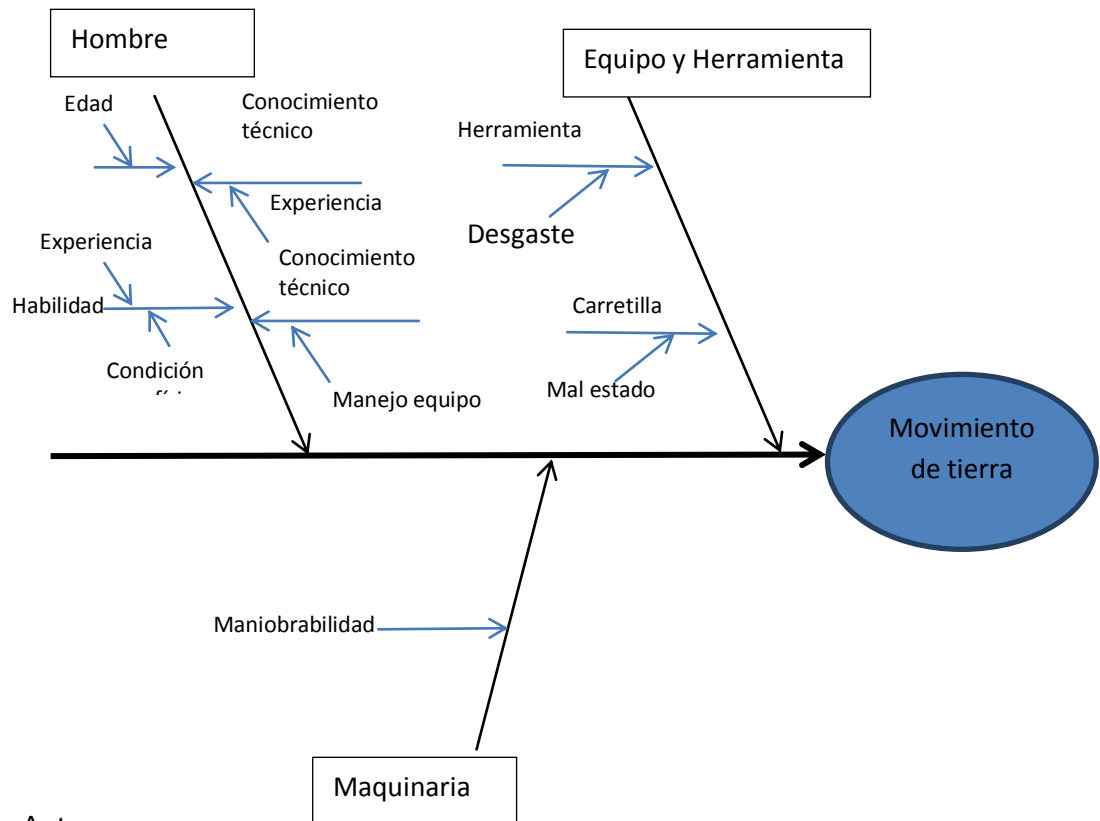 Hombre
Equipo y Herramienta
Edad
Conocimiento
técnico
Herramienta
Experiencia
Desgaste
Experiencia
Conocimiento
técnico
Habilidad
Carretilla
Condición
Manejo equipo
Mal estado
Movimiento
de tierra
Maniobrabilidad
Maquinaria